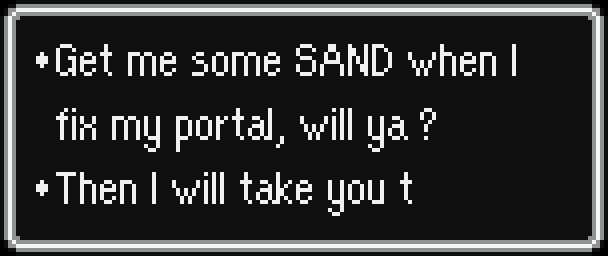 •Get me some SAND when I
fix my portal, will ya?
•Then I will take you t